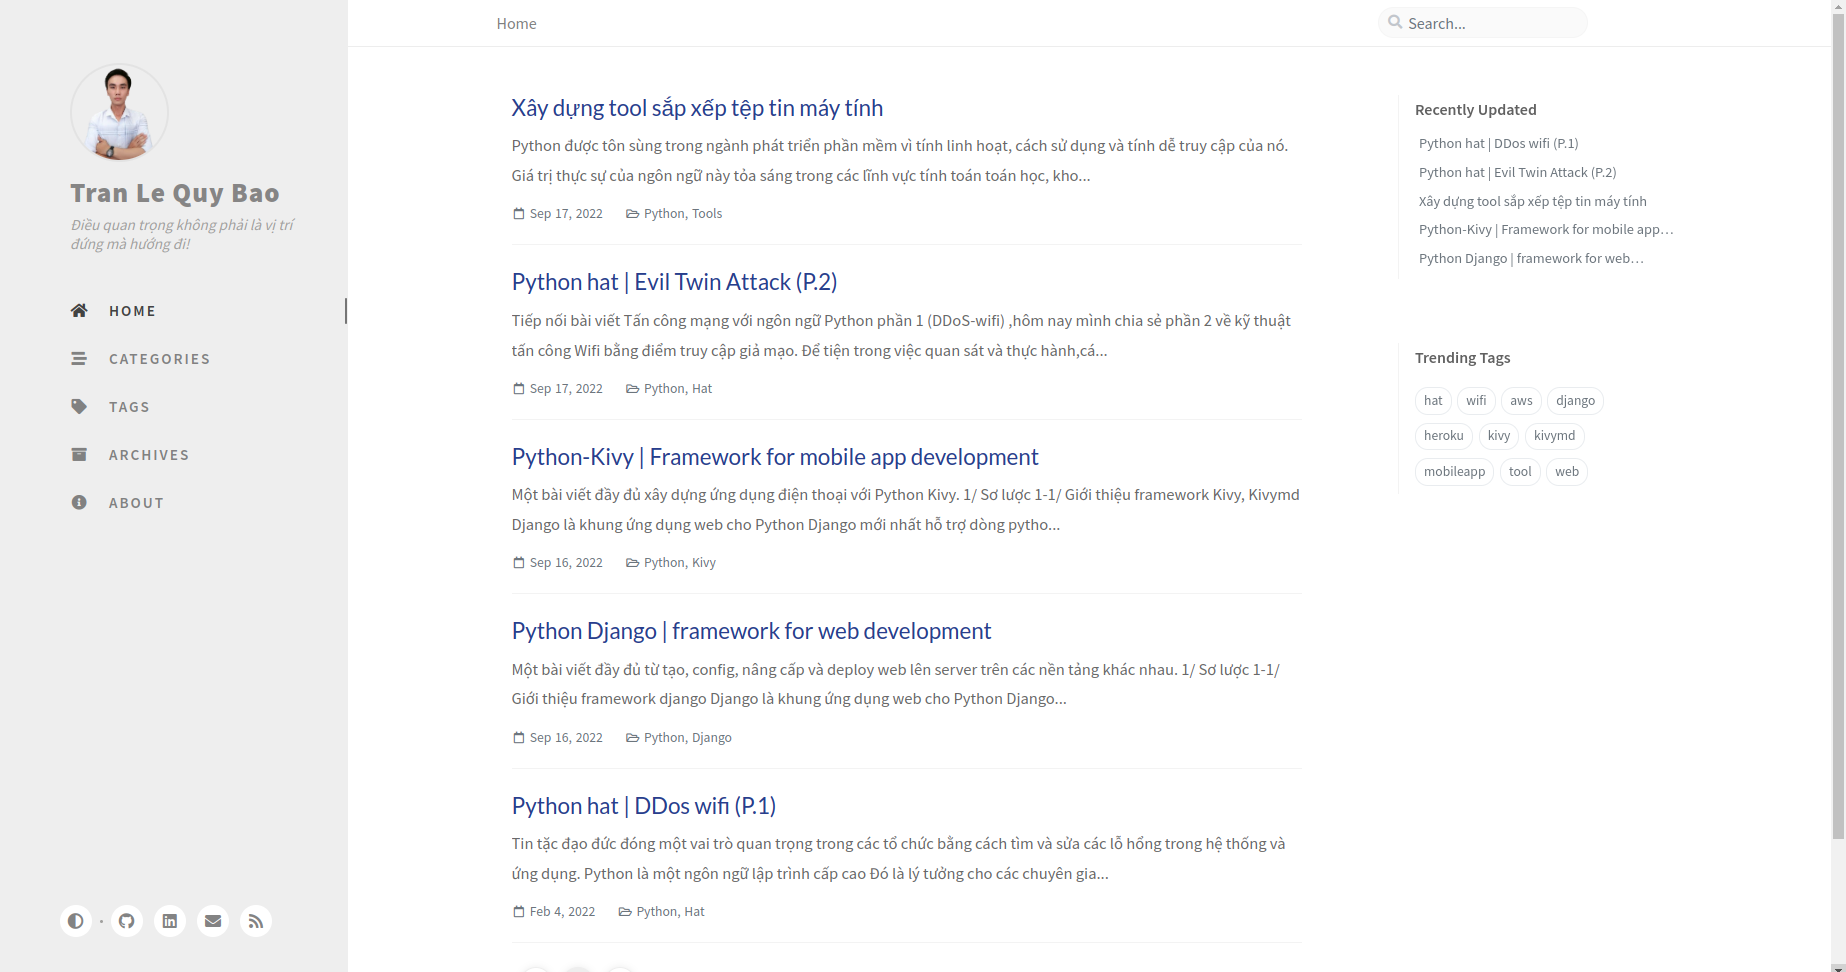 Tran Le Quy Bao
Điều quan trọng không phải là vị trí
đứng mà hướng đi!
HOME
CATEGORIES
TAGS
ARCHIVES
ABOUT
Home
Search...
Xây dựng tool sắp xếp tệp tin máy tính
Python được tôn sùng trong ngành phát triển phần mềm vì tính linh hoạt, cách sử dụng và tính dễ truy cập của nó.
Giá trị thực sự của ngôn ngữ này tỏa sáng trong các lĩnh vực tính toán toán học, kho...
Sep 17, 2022 Python, Tools
Python hat | Evil Twin Attack (P.2)
Tiếp nối bài viết Tấn công mạng với ngôn ngữ Python phần 1 (DDoS-wifi) ,hôm nay mình chia sẻ phần 2 về kỹ thuật
tấn công Wifi bằng điểm truy cập giả mạo. Để tiện trong việc quan sát và thực hành,cá...
Sep 17, 2022 Python, Hat
Python-Kivy | Framework for mobile app development
Một bài viết đầy đủ xây dựng ứng dụng điện thoại với Python Kivy. 1/ Sơ lược 1-1/ Giới thiệu framework Kivy, Kivymd
Django là khung ứng dụng web cho Python Django mới nhất hỗ trợ dòng pytho...
Sep 16, 2022 Python, Kivy
Python Django | framework for web development
Một bài viết đầy đủ từ tạo, config, nâng cấp và deploy web lên server trên các nền tảng khác nhau. 1/ Sơ lược 1-1/
Giới thiệu framework django Django là khung ứng dụng web cho Python Django...
Sep 16, 2022 Python, Django
Python hat | DDos wifi (P.1)
Tin tặc đạo đức đóng một vai trò quan trọng trong các tổ chức bằng cách tìm và sửa các lỗ hổng trong hệ thống và
ứng dụng. Python là một ngôn ngữ lập trình cấp cao Đó là lý tưởng cho các chuyên gia...
Feb 4, 2022 Python, Hat
Recently Updated
Python hat | DDos wifi (P.1)
Python hat | Evil Twin Attack (P.2)
Xây dựng tool sắp xếp tệp tin máy tính
Python-Kivy | Framework for mobile app…
Python Django | framework for web…
Trending Tags
hat wifi aws django
heroku kivy kivymd
mobileapp tool web